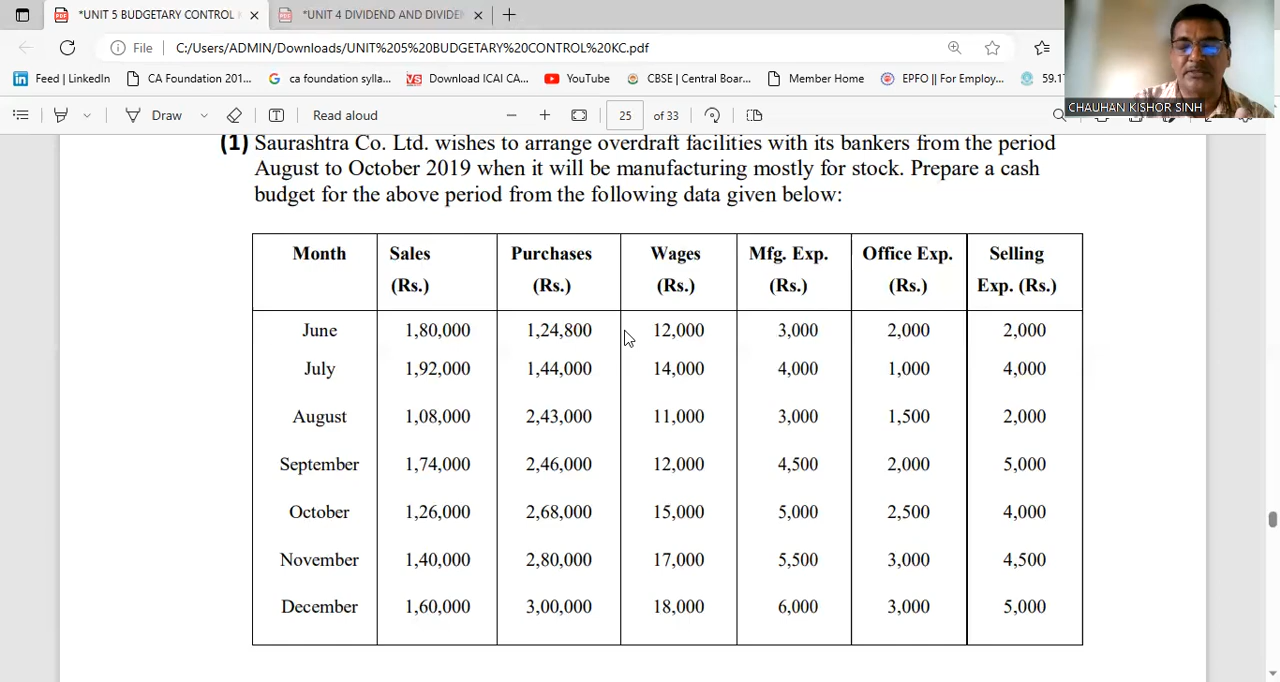 *UNIT 5 BUDGETARY CONTROL
*UNIT 4 DIVIDEND AND DIVIDE
File C:/Users/ADMIN/Downloads/UNIT%205%20BUDGETARY%20CONTROL%20KC.pdf
Feed | LinkedIn CA Foundation 201... ca foundation sylla... Download ICAI CA... YouTube CBSE | Central Boar... Member Home EPFO || For Employ... 59.1
CHAUHAN KISHOR SINH
Draw Read aloud 25 of 33
(1) Saurashtra Co. Ltd. wishes to arrange overdraft facilities with its bankers from the period
August to October 2019 when it will be manufacturing mostly for stock. Prepare a cash
budget for the above period from the following data given below:
Month Sales Purchases Wages Mfg. Exp. Office Exp. Selling
(Rs.) (Rs.) (Rs.) (Rs.) (Rs.) Exp. (Rs.)
June 1,80,000 1,24,800 12,000 3,000 2,000 2,000
July 1,92,000 1,44,000 14,000 4,000 1,000 4,000
August 1,08,000 2,43,000 11,000 3,000 1,500 2,000
September 1,74,000 2,46,000 12,000 4,500 2,000 5,000
October 1,26,000 2,68,000 15,000 5,000 2,500 4,000
November 1,40,000 2,80,000 17,000 5,500 3,000 4,500
December 1,60,000 3,00,000 18,000 6,000 3,000 5,000